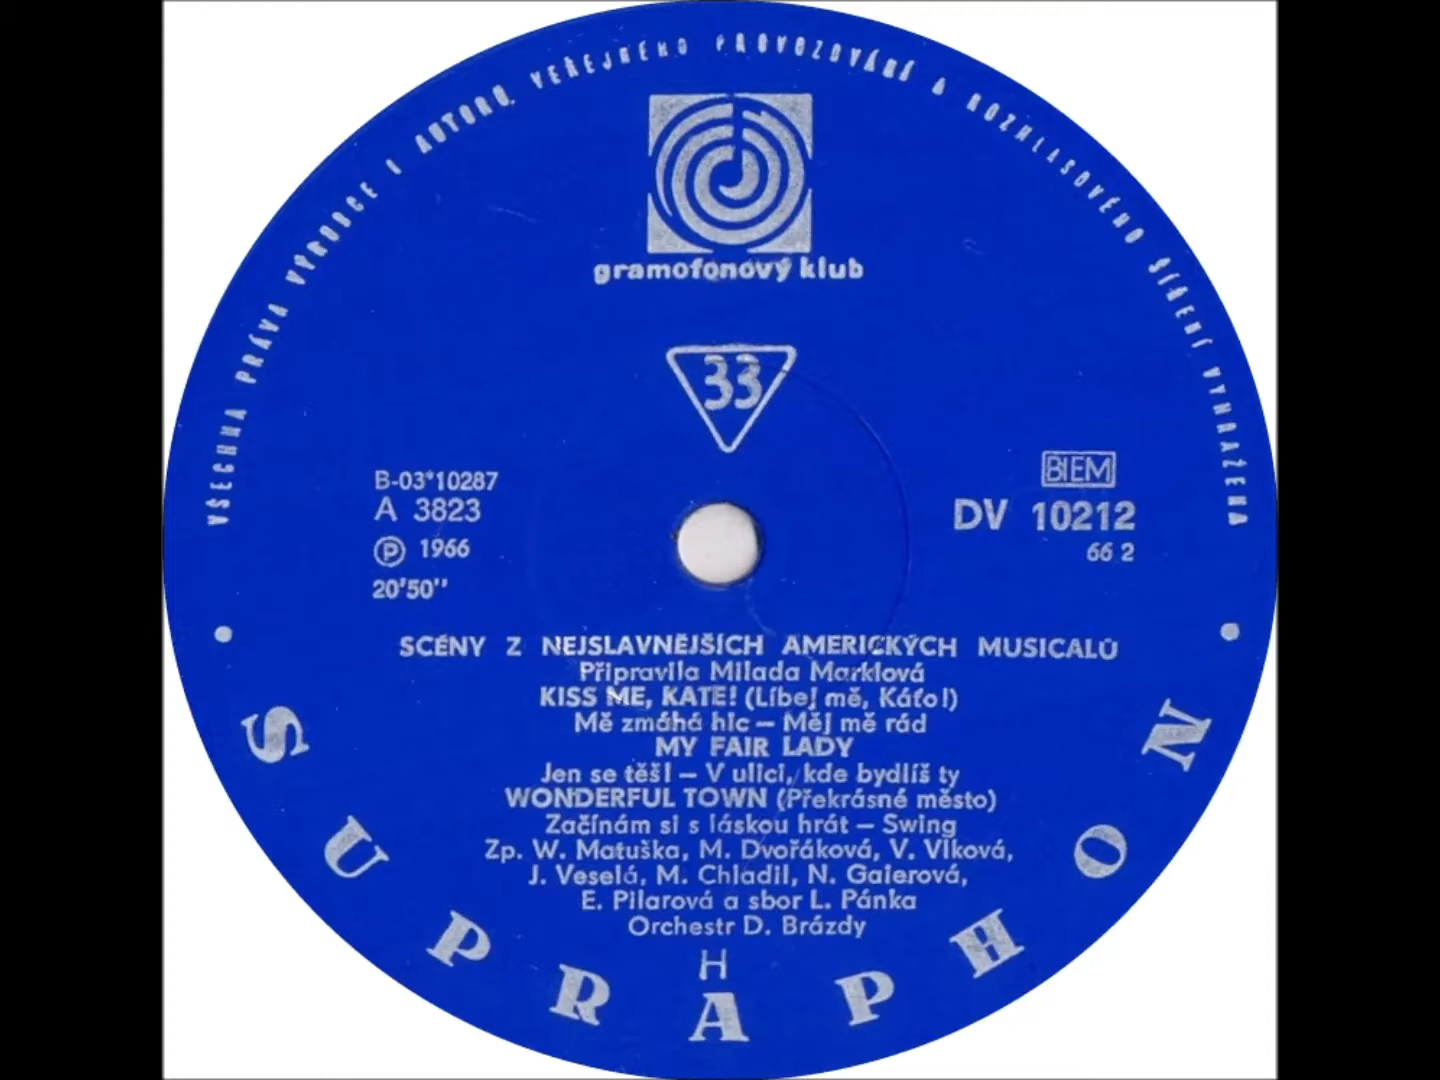 VŠECHNA PRÁVA VÝROBCE I AUTORŮ, VEŘEJNÉHO PROVOZOVÁNÍ A ROZHLASOVÉHO ŠÍŘENÍ VYHRAŽENA
gramofonový klub
33
B-03*10287
A 3823
Ⓟ 1966
20'50''
BIEM
DV 10212
66 2
SCÉNY Z NEJSLAVNĚJŠÍCH AMERICKÝCH MUSICALŮ
Připravila Milada Marklová
KISS ME, KATE! (Líbej mě, Káťo!)
Mě zmáhá hic – Měj mě rád
MY FAIR LADY
Jen se těš! – V ulici, kde bydlíš ty
WONDERFUL TOWN (Překrásné město)
Začínám si s láskou hrát – Swing
Zp. W. Matuška, M. Dvořáková, V. Vlková,
J. Veselá, M. Chladil, N. Gaierová,
E. Pilarová a sbor L. Pánka
Orchestr D. Brázdy
H
SUPRAPHON